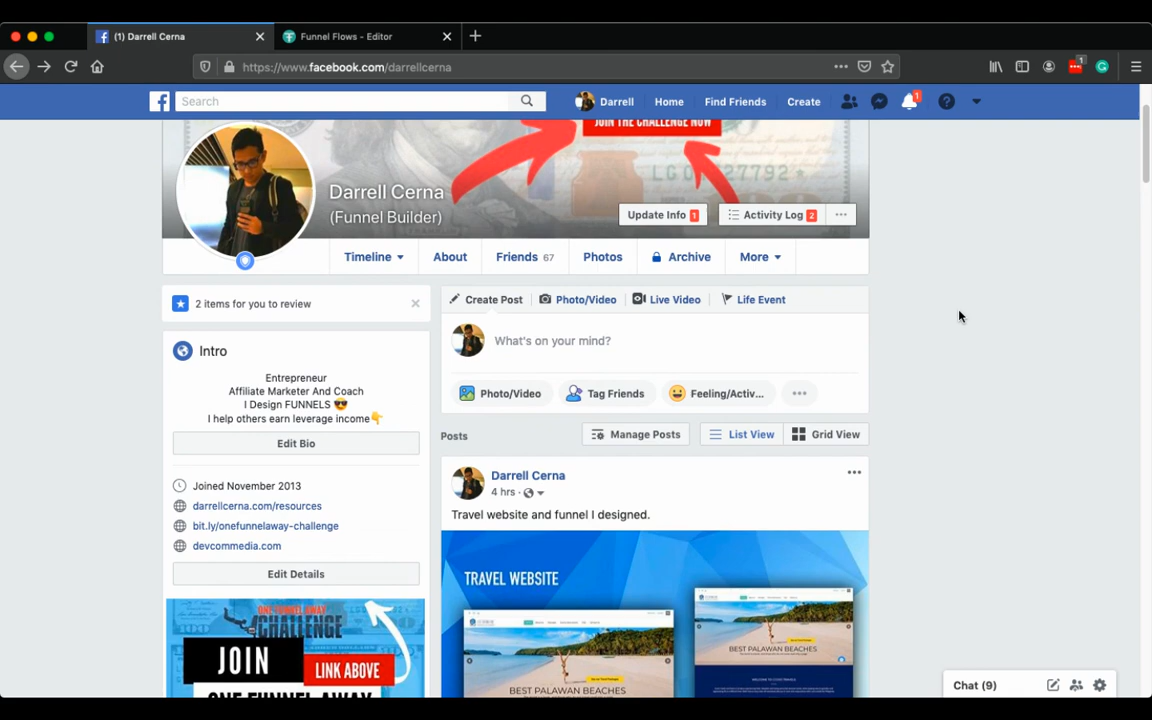 (1) Darrell Cerna
Funnel Flows - Editor
https://www.facebook.com/darrellcerna
1
Search
Darrell
Home
Find Friends
Create
1
JOIN THE CHALLENGE NOW
Darrell Cerna
(Funnel Builder)
Update Info 1
Activity Log 2
Timeline
About
Friends 67
Photos
Archive
More
2 items for you to review
Intro
Entrepreneur
Affiliate Marketer And Coach
I Design FUNNELS 😎
I help others earn leverage income👇
Edit Bio
Joined November 2013
darrellcerna.com/resources
bit.ly/onefunnelaway-challenge
devcommedia.com
Edit Details
ONE FUNNEL AWAY
CHALLENGE
JOIN
LINK ABOVE
ONE FUNNEL AWAY
Create Post
Photo/Video
Live Video
Life Event
What's on your mind?
Photo/Video
Tag Friends
Feeling/Activ...
Posts
Manage Posts
List View
Grid View
Darrell Cerna
4 hrs
Travel website and funnel I designed.
TRAVEL WEBSITE
BEST PALAWAN BEACHES
BEST PALAWAN BEACHES
Chat (9)